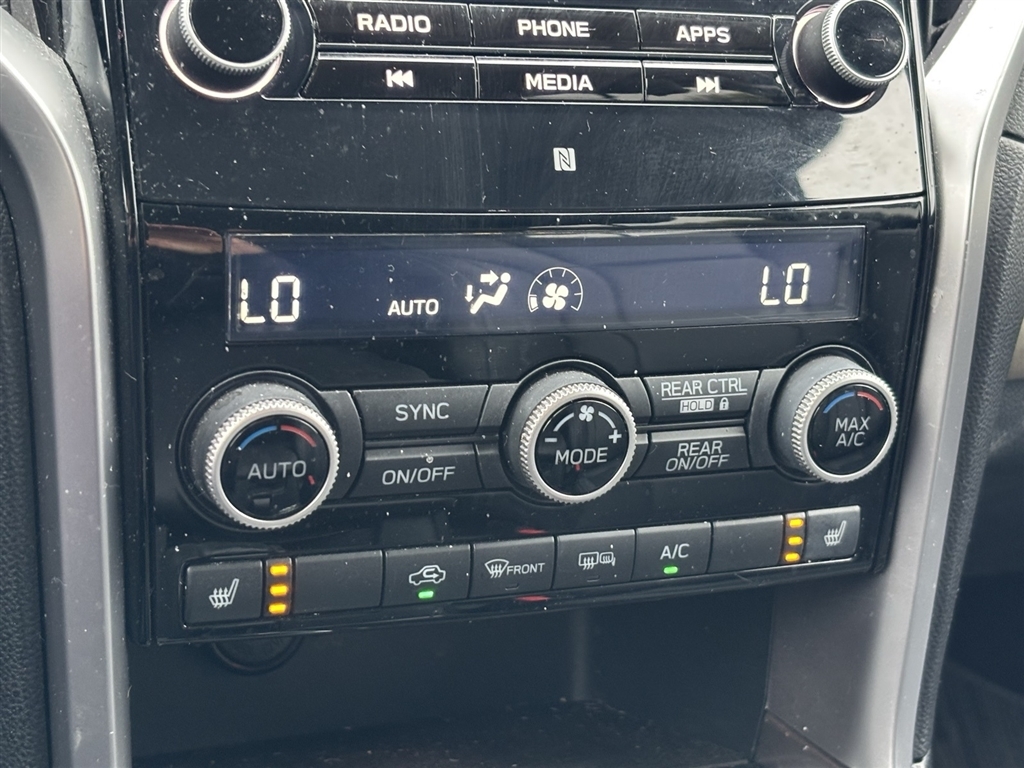 RADIO PHONE APPS
MEDIA
N
LO AUTO LO
AUTO
SYNC
ON/OFF
- MODE +
REAR CTRL
HOLD
REAR
ON/OFF
MAX
A/C
FRONT
A/C